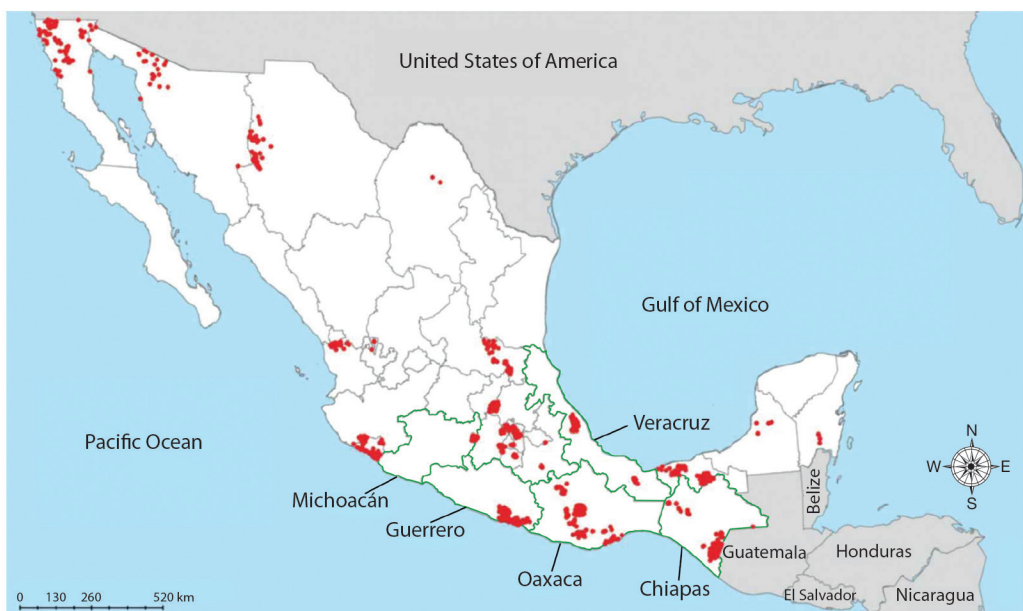 United States of America
Gulf of Mexico
Pacific Ocean
Veracruz
N
W
E
S
Michoacán
Belize
Guerrero
Guatemala
Honduras
Oaxaca
Chiapas
El Salvador
Nicaragua
0 130 260 520 km